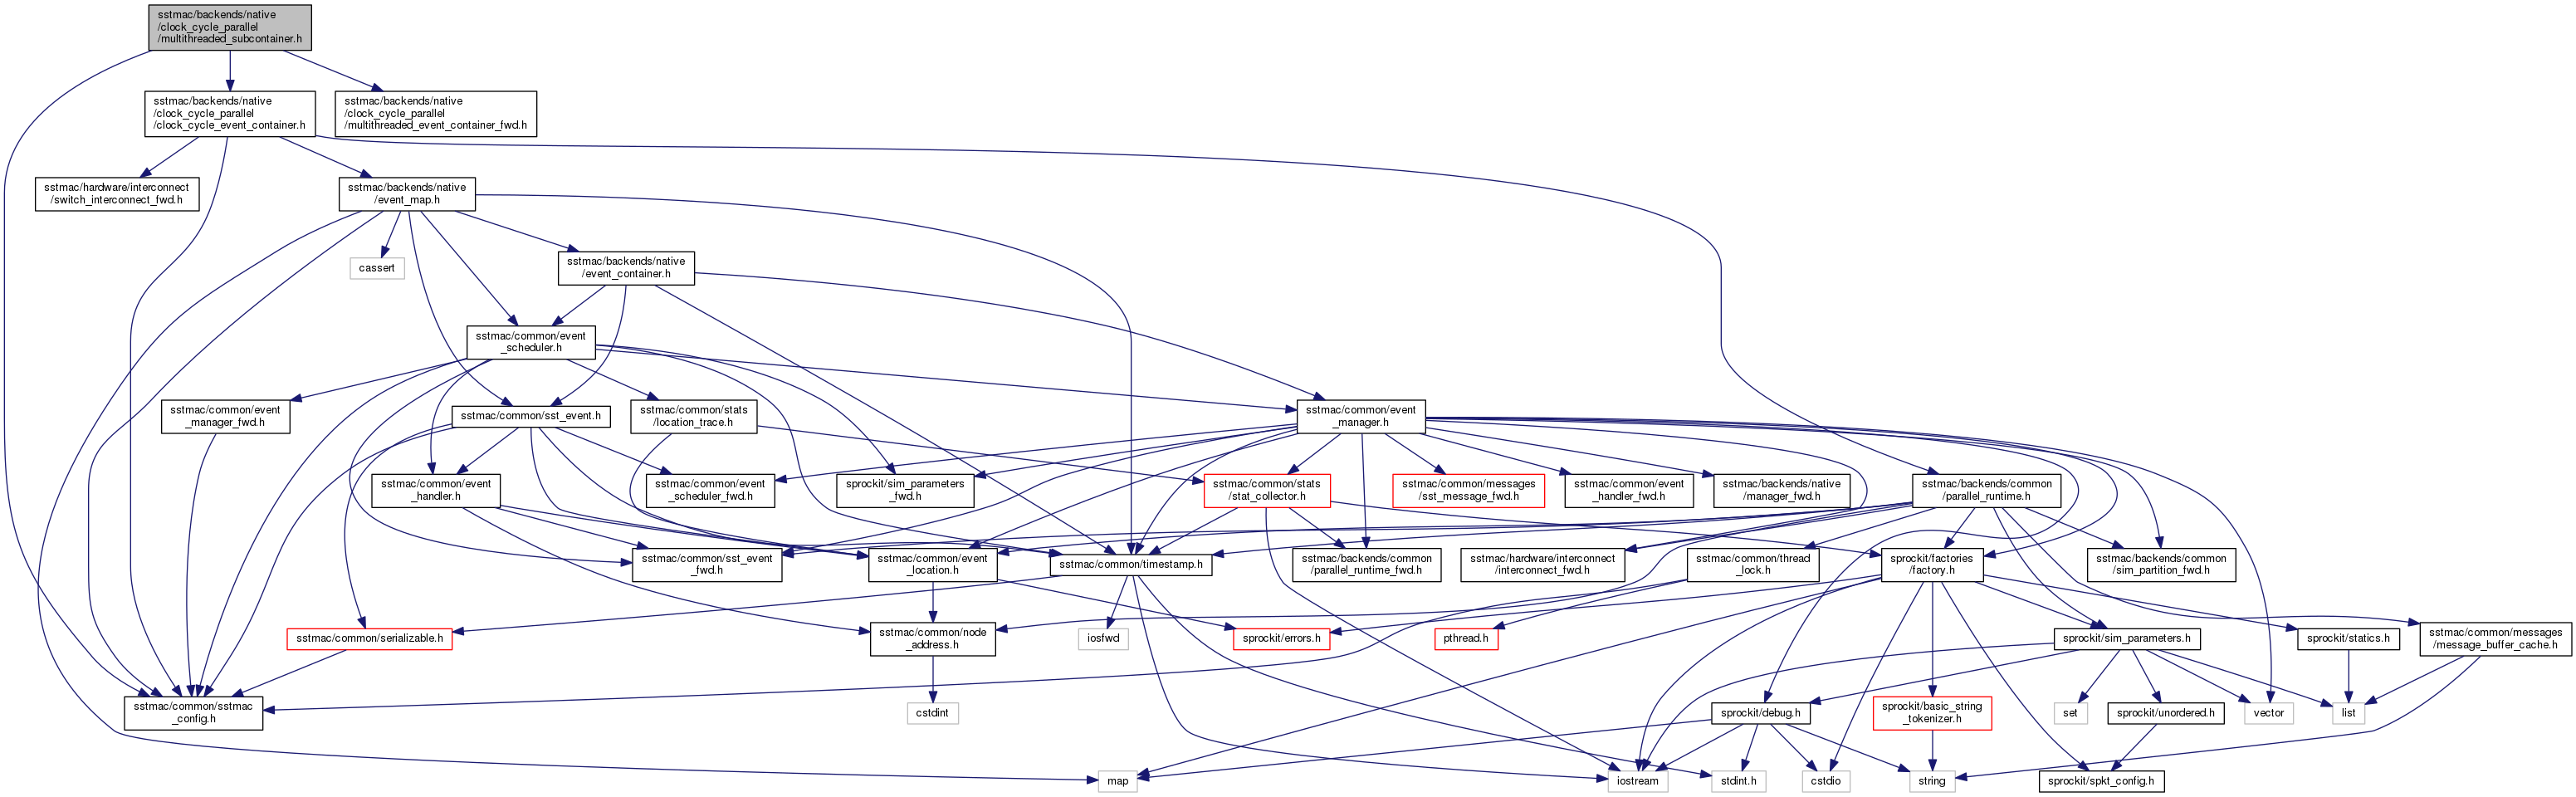 sstmac/backends/native
/clock_cycle_parallel
/multithreaded_subcontainer.h
sstmac/backends/native
/clock_cycle_parallel
/clock_cycle_event_container.h
sstmac/backends/native
/clock_cycle_parallel
/multithreaded_event_container_fwd.h
sstmac/hardware/interconnect
/switch_interconnect_fwd.h
sstmac/backends/native
/event_map.h
cassert
sstmac/backends/native
/event_container.h
sstmac/common/event
_scheduler.h
sstmac/common/event
_manager_fwd.h
sstmac/common/sst_event.h
sstmac/common/stats
/location_trace.h
sstmac/common/event
_manager.h
sstmac/common/event
_handler.h
sstmac/common/event
_scheduler_fwd.h
sprockit/sim_parameters
_fwd.h
sstmac/common/stats
/stat_collector.h
sstmac/common/messages
/sst_message_fwd.h
sstmac/common/event
_handler_fwd.h
sstmac/backends/native
/manager_fwd.h
sstmac/backends/common
/parallel_runtime.h
sstmac/common/sst_event
_fwd.h
sstmac/common/event
_location.h
sstmac/common/timestamp.h
sstmac/backends/common
/parallel_runtime_fwd.h
sstmac/hardware/interconnect
/interconnect_fwd.h
sstmac/common/thread
_lock.h
sprockit/factories
/factory.h
sstmac/backends/common
/sim_partition_fwd.h
sstmac/common/serializable.h
sstmac/common/node
_address.h
iosfwd
sprockit/errors.h
pthread.h
sprockit/sim_parameters.h
sprockit/statics.h
sstmac/common/messages
/message_buffer_cache.h
sstmac/common/sstmac
_config.h
cstdint
sprockit/debug.h
sprockit/basic_string
_tokenizer.h
set
sprockit/unordered.h
vector
list
map
iostream
stdint.h
cstdio
string
sprockit/spkt_config.h